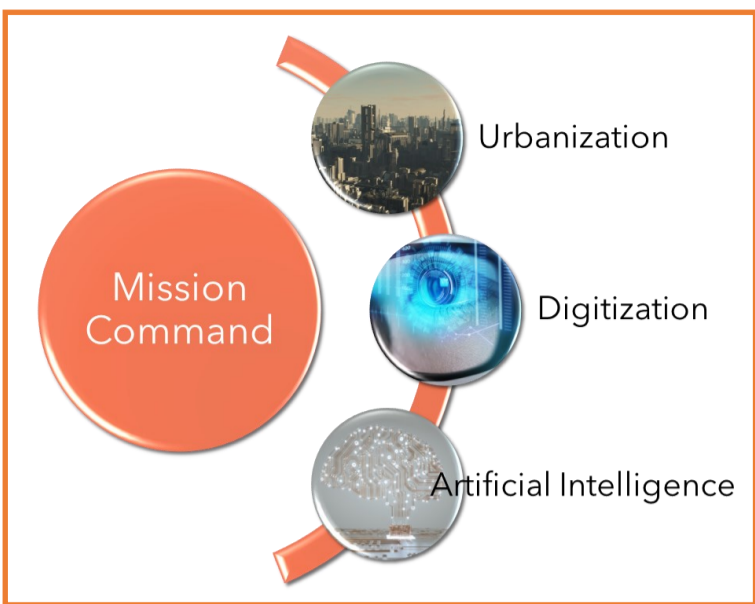 Urbanization
Mission
Command
Digitization
Artificial Intelligence